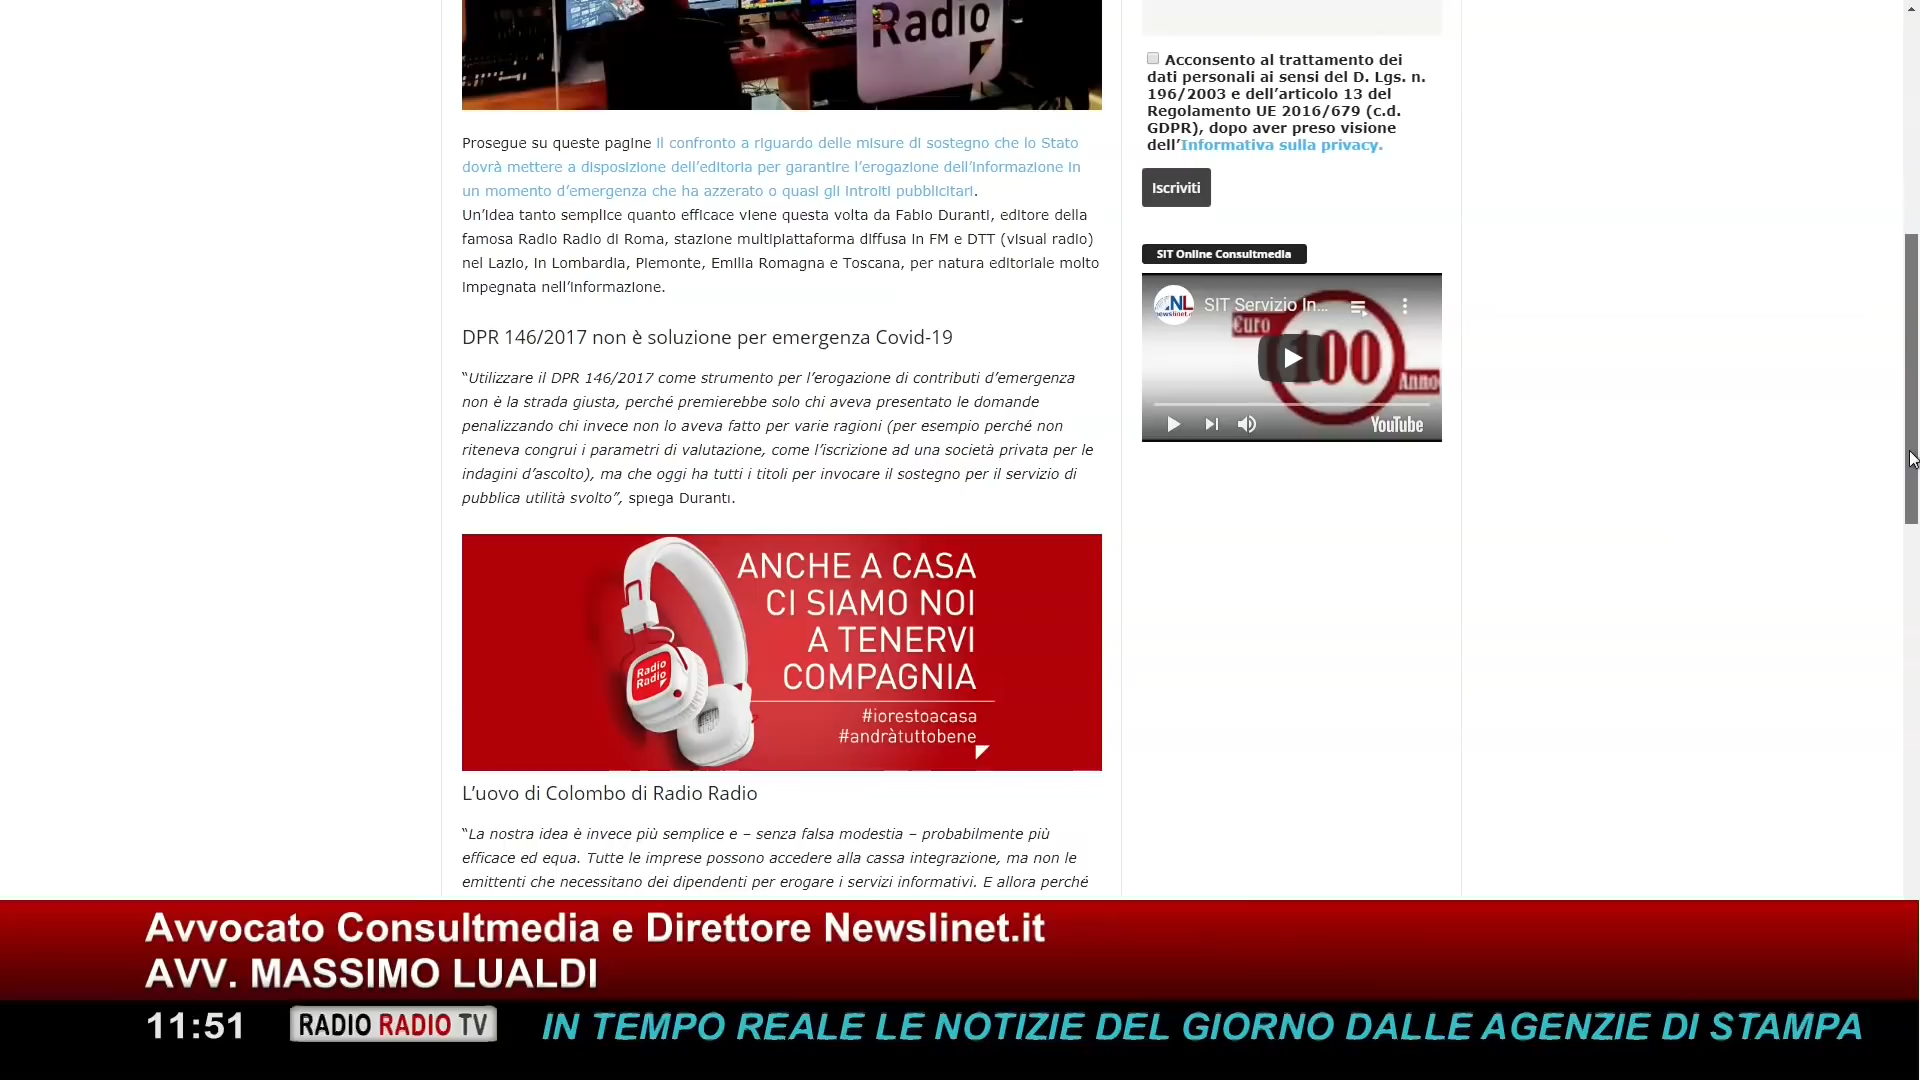 Radio
Prosegue su queste pagine il confronto a riguardo delle misure di sostegno che lo Stato
dovrà mettere a disposizione dell’editoria per garantire l’erogazione dell’informazione in
un momento d’emergenza che ha azzerato o quasi gli introiti pubblicitari.
Un’idea tanto semplice quanto efficace viene questa volta da Fabio Duranti, editore della
famosa Radio Radio di Roma, stazione multipiattaforma diffusa in FM e DTT (visual radio)
nel Lazio, in Lombardia, Piemonte, Emilia Romagna e Toscana, per natura editoriale molto
impegnata nell’informazione.
DPR 146/2017 non è soluzione per emergenza Covid-19
“Utilizzare il DPR 146/2017 come strumento per l’erogazione di contributi d’emergenza
non è la strada giusta, perché premierebbe solo chi aveva presentato le domande
penalizzando chi invece non lo aveva fatto per varie ragioni (per esempio perché non
riteneva congrui i parametri di valutazione, come l’iscrizione ad una società privata per le
indagini d’ascolto), ma che oggi ha tutti i titoli per invocare il sostegno per il servizio di
pubblica utilità svolto”, spiega Duranti.
Radio
Radio
ANCHE A CASA
CI SIAMO NOI
A TENERVI
COMPAGNIA
#iorestoacasa
#andràtuttobene
L’uovo di Colombo di Radio Radio
“La nostra idea è invece più semplice e – senza falsa modestia – probabilmente più
efficace ed equa. Tutte le imprese possono accedere alla cassa integrazione, ma non le
emittenti che necessitano dei dipendenti per erogare i servizi informativi. E allora perché
Acconsento al trattamento dei
dati personali ai sensi del D. Lgs. n.
196/2003 e dell’articolo 13 del
Regolamento UE 2016/679 (c.d.
GDPR), dopo aver preso visione
dell’Informativa sulla privacy.
Iscriviti
SIT Online Consultmedia
NL
newslinet.
SIT Servizio In...
Euro
100
Anno
YouTube
Avvocato Consultmedia e Direttore Newslinet.it
AVV. MASSIMO LUALDI
11:51
RADIO RADIO TV
IN TEMPO REALE LE NOTIZIE DEL GIORNO DALLE AGENZIE DI STAMPA